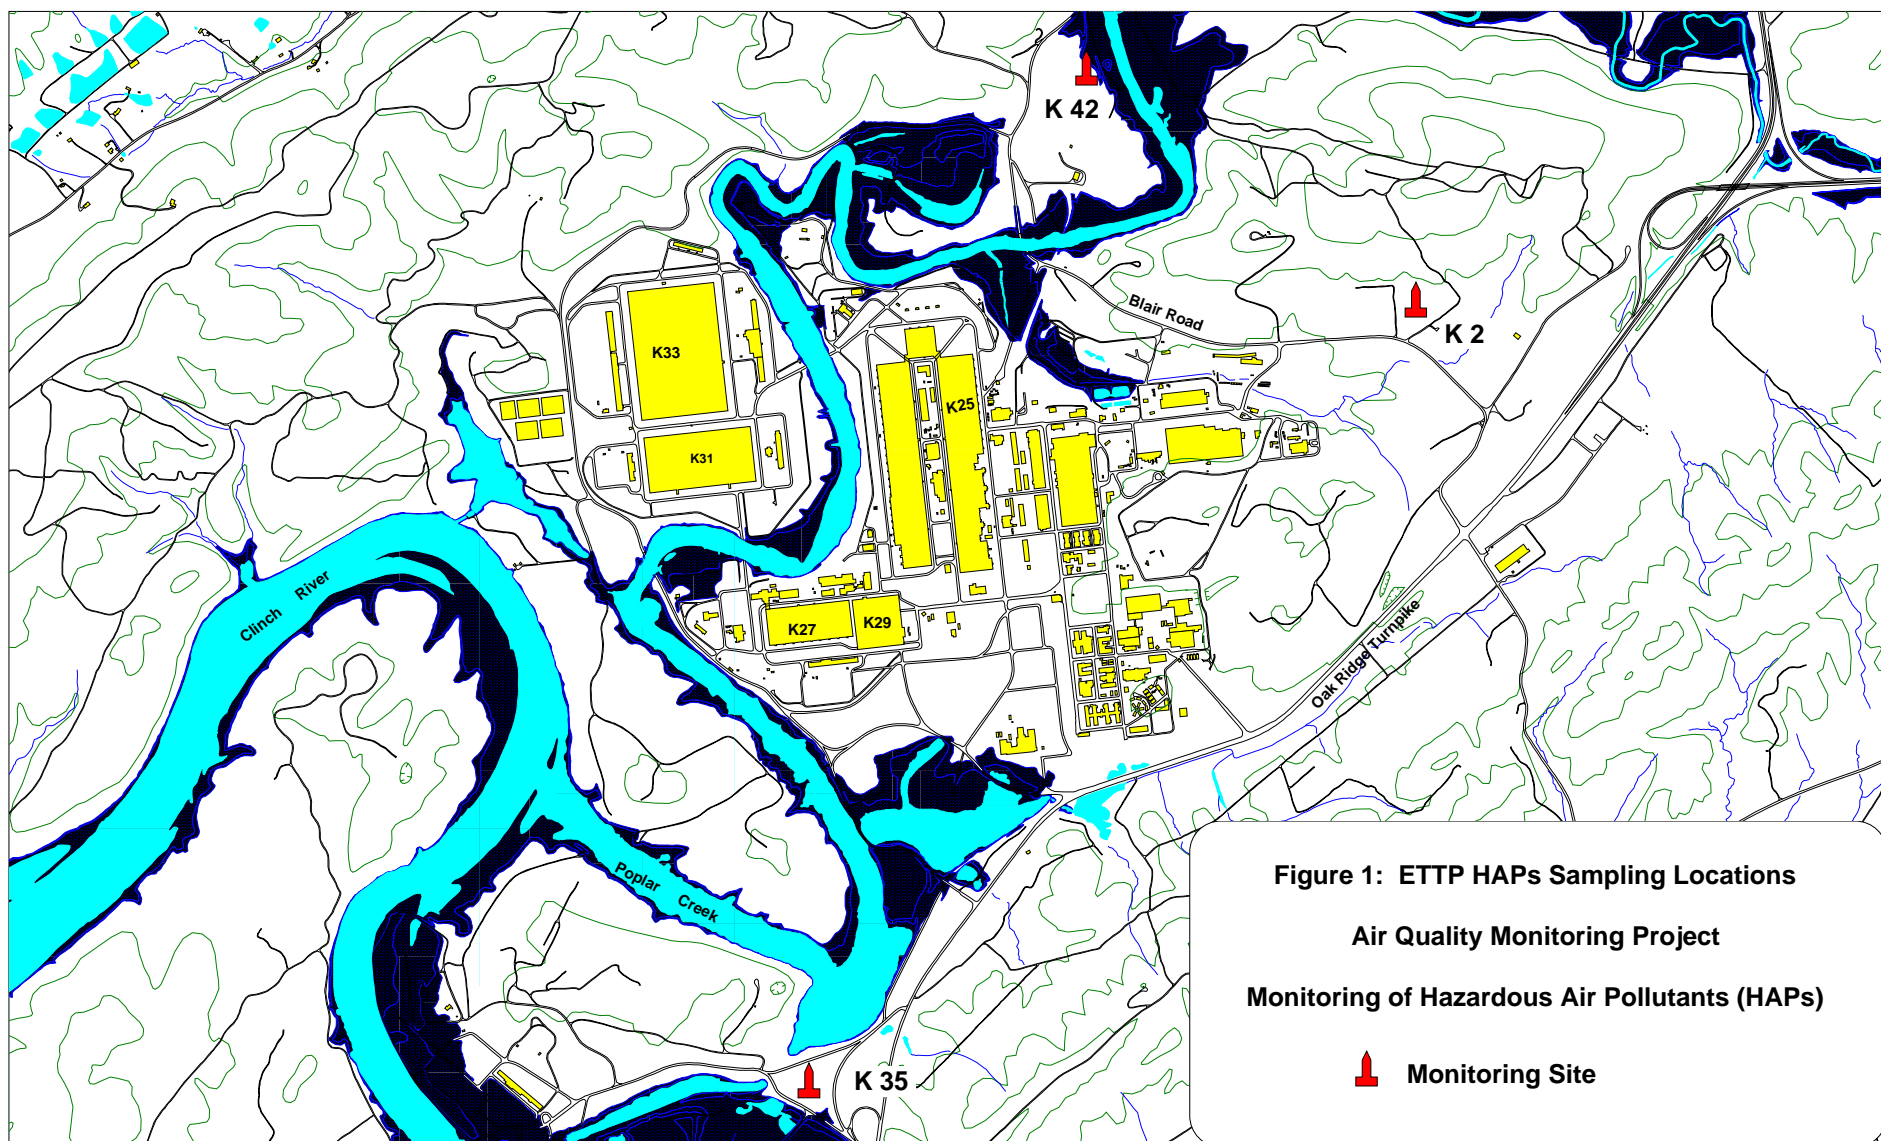 K 42
Blair Road
K 2
K33
K25
K31
Clinch River
K27
K29
Oak Ridge Turnpike
Poplar Creek
K 35
Figure 1: ETTP HAPs Sampling Locations
Air Quality Monitoring Project
Monitoring of Hazardous Air Pollutants (HAPs)
Monitoring Site